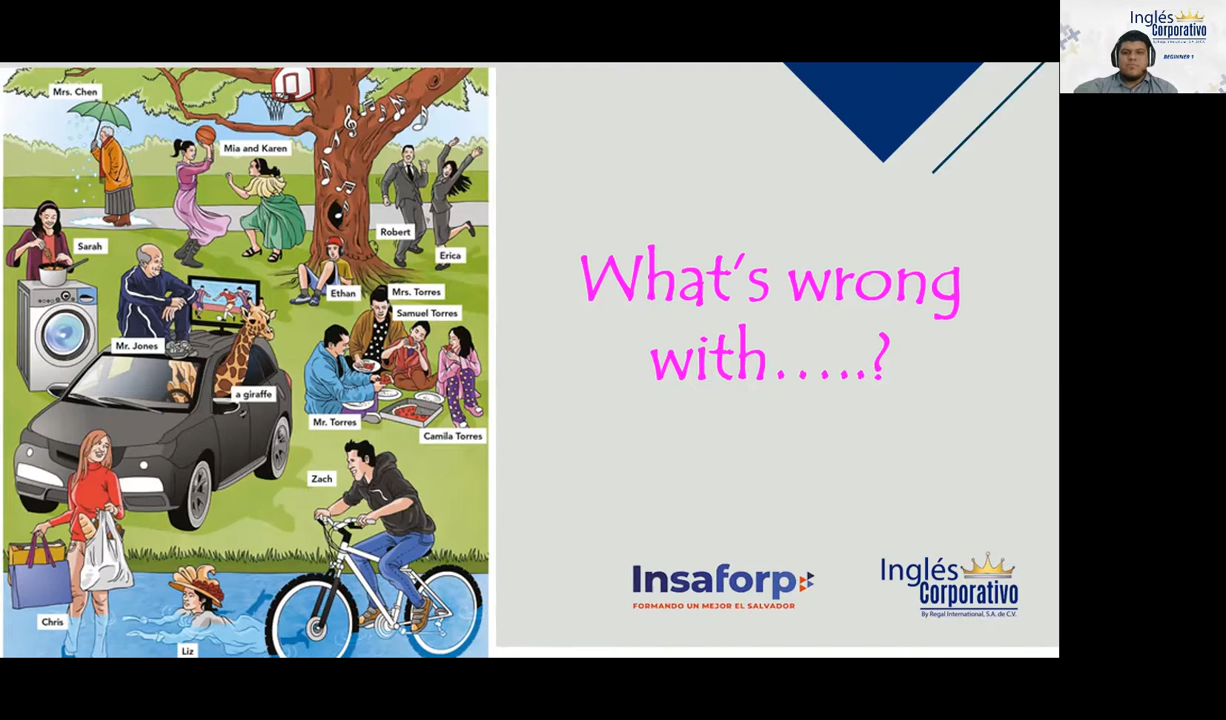 Mrs. Chen
Mia and Karen
Sarah
Robert
Erica
Ethan
Mrs. Torres
Samuel Torres
Mr. Jones
a giraffe
Mr. Torres
Camila Torres
Zach
Chris
Liz
What's wrong
with.....?
Insaforp
FORMANDO UN MEJOR EL SALVADOR
Inglés
Corporativo
By Regal International, S.A. de C.V.
Inglés
Corporativo
BEGINNER 1